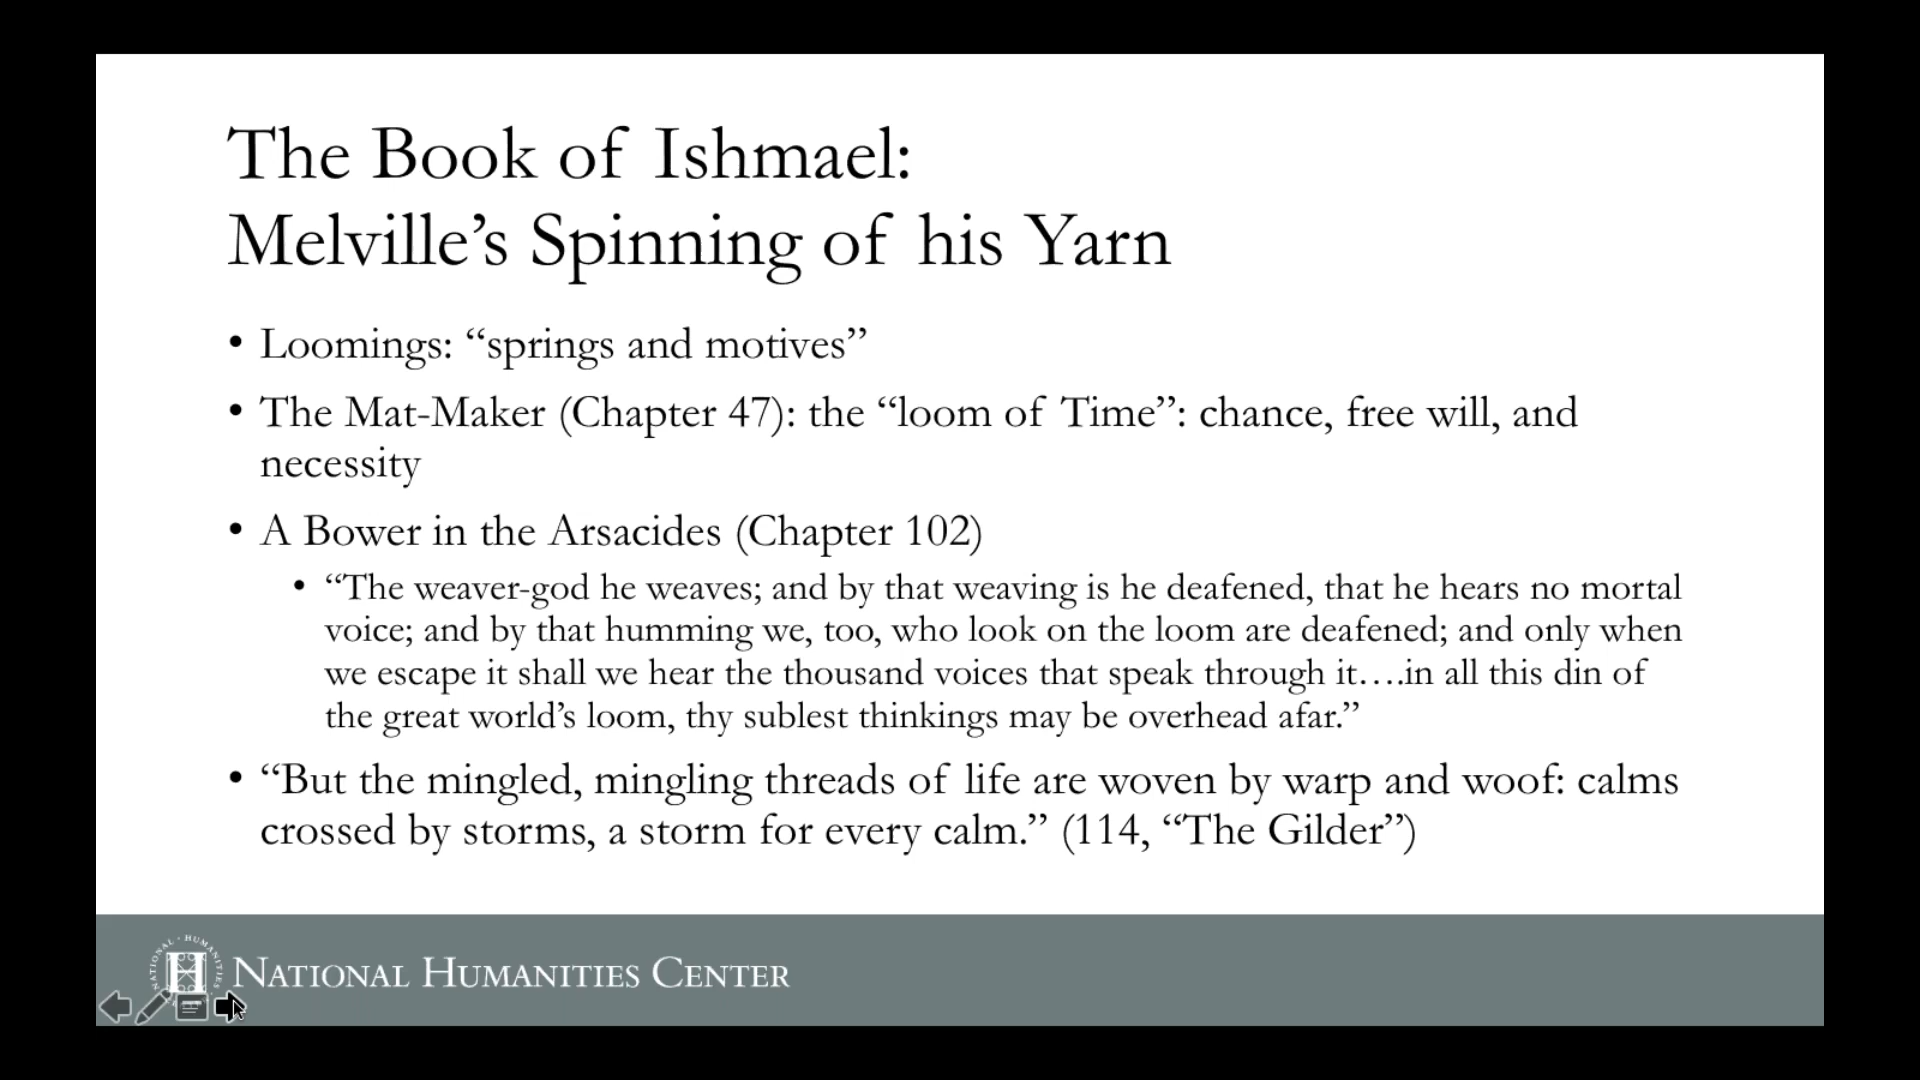 The Book of Ishmael:
Melville’s Spinning of his Yarn
• Loomings: “springs and motives”
• The Mat-Maker (Chapter 47): the “loom of Time”: chance, free will, and
necessity
• A Bower in the Arsacides (Chapter 102)
• “The weaver-god he weaves; and by that weaving is he deafened, that he hears no mortal
voice; and by that humming we, too, who look on the loom are deafened; and only when
we escape it shall we hear the thousand voices that speak through it….in all this din of
the great world’s loom, thy sublest thinkings may be overhead afar.”
• “But the mingled, mingling threads of life are woven by warp and woof: calms
crossed by storms, a storm for every calm.” (114, “The Gilder”)
H
NATIONAL HUMANITIES CENTER